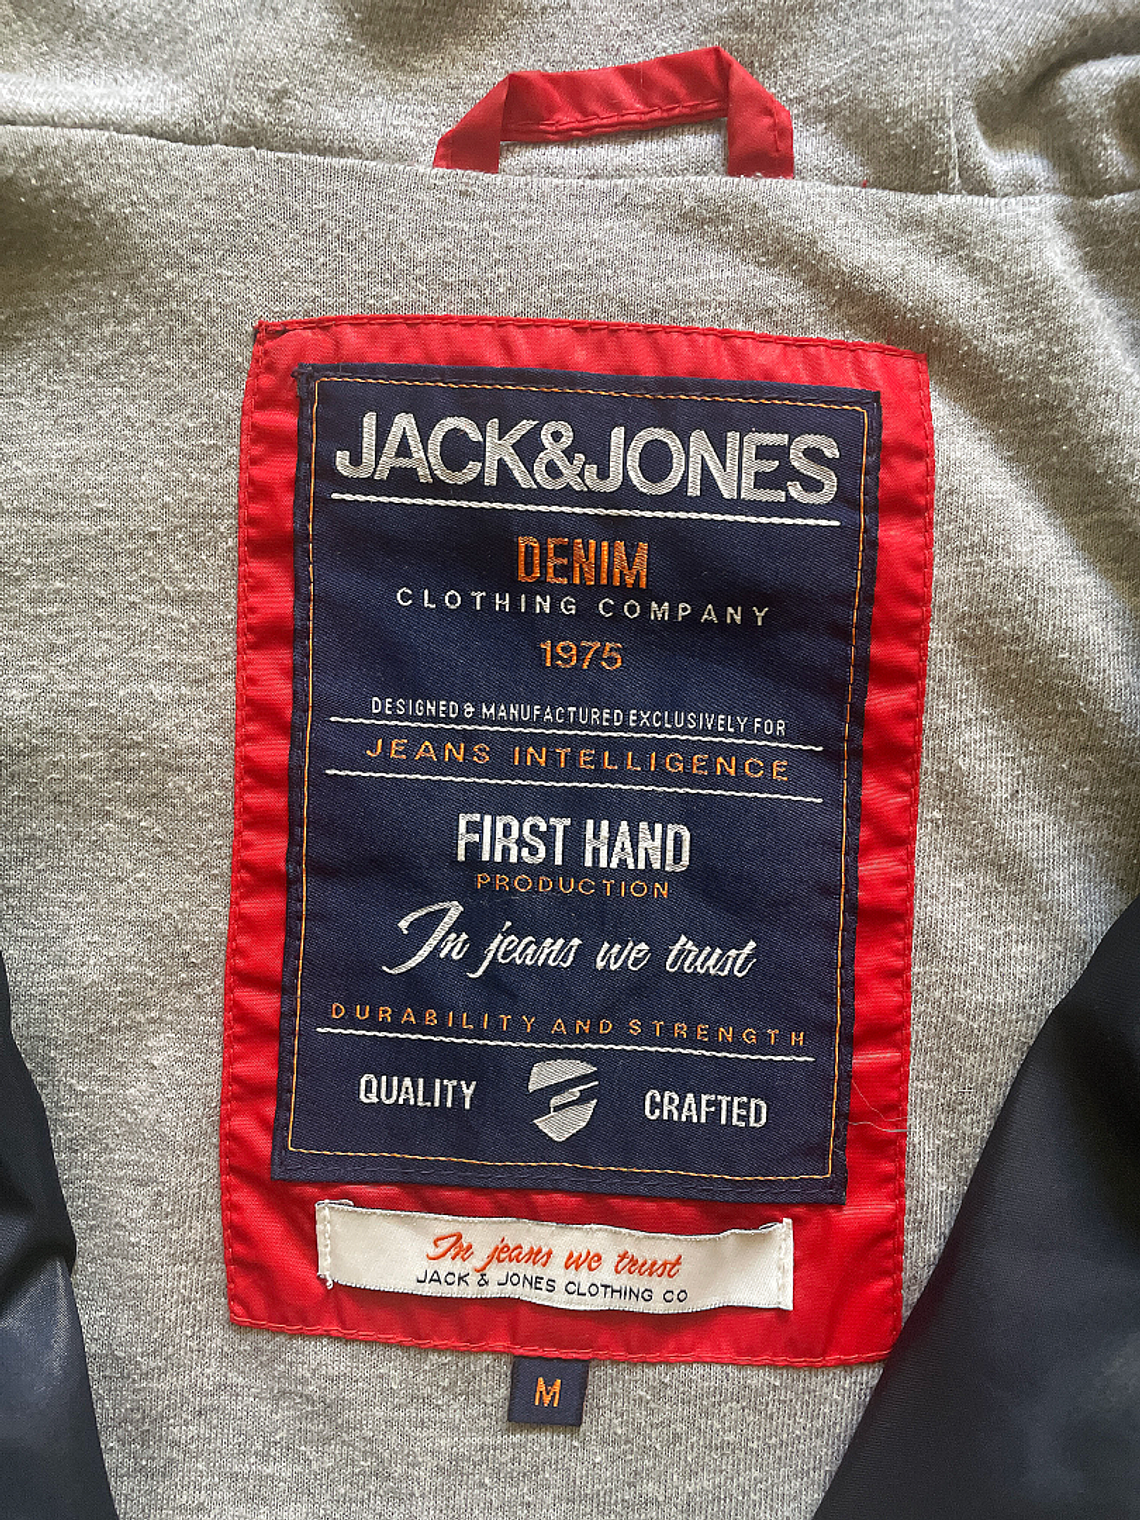 JACK&JONES
DENIM
CLOTHING COMPANY
1975
DESIGNED & MANUFACTURED EXCLUSIVELY FOR
JEANS INTELLIGENCE
FIRST HAND
PRODUCTION
In jeans we trust
DURABILITY AND STRENGTH
QUALITY CRAFTED
In jeans we trust
JACK & JONES CLOTHING CO
M